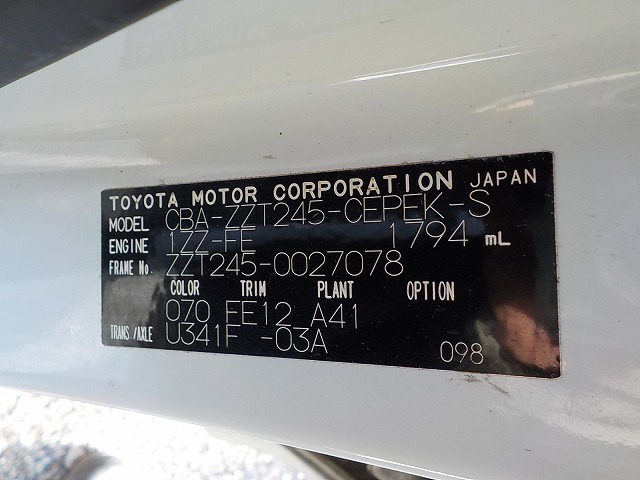 TOYOTA MOTOR CORPORATION JAPAN
MODEL CBA-ZZT245-CEPEK-S
ENGINE 1ZZ-FE 1794 mL
FRAME No. ZZT245-0027078
COLOR TRIM PLANT OPTION
070 FE12 A41
TRANS./AXLE U341F -03A
098